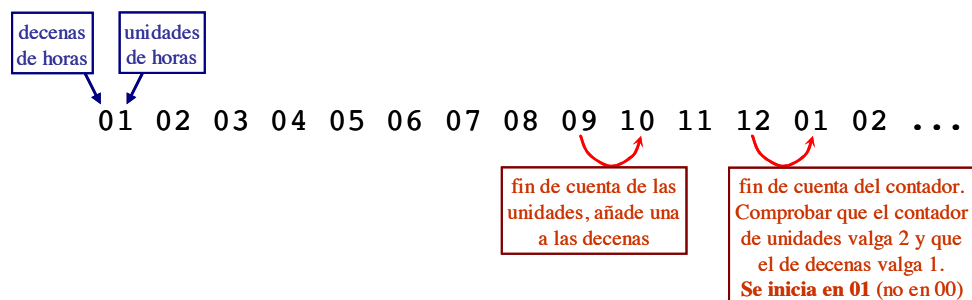 decenas
de horas
unidades
de horas
01 02 03 04 05 06 07 08 09 10 11 12 01 02 ...
fin de cuenta de las
unidades, añade una
a las decenas
fin de cuenta del contador.
Comprobar que el contador
de unidades valga 2 y que
el de decenas valga 1.
Se inicia en 01 (no en 00)